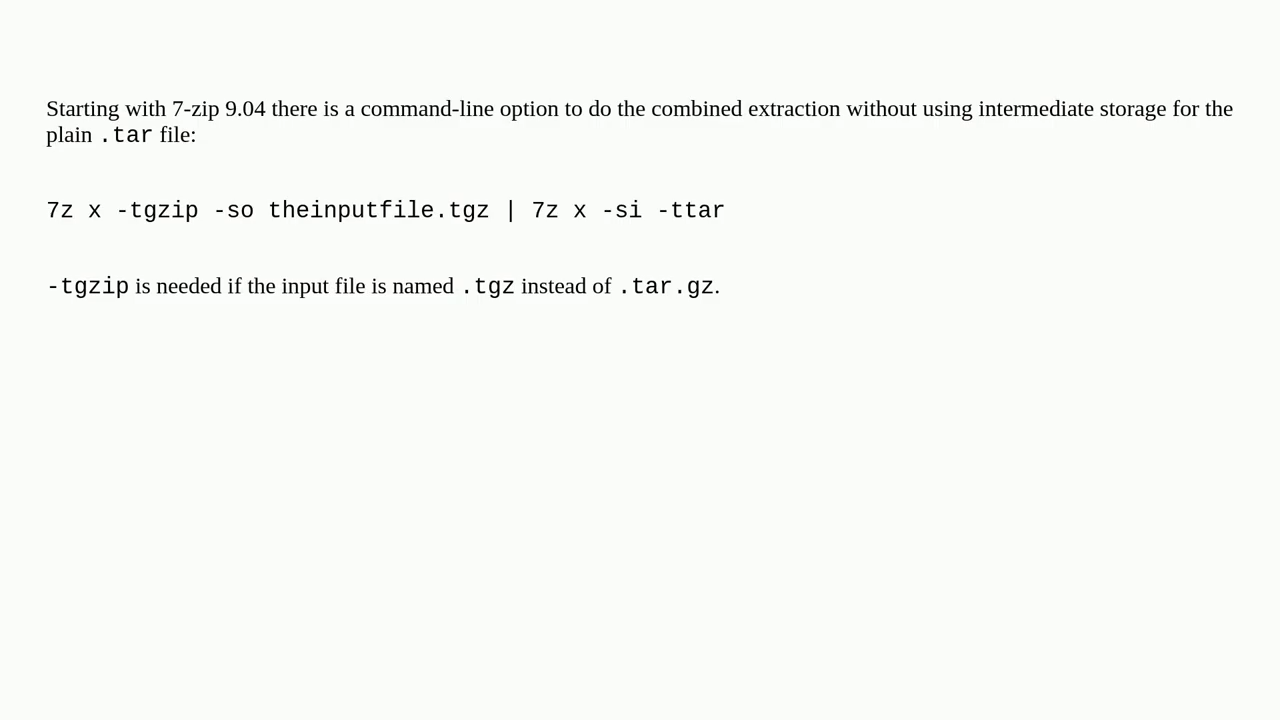 Starting with 7-zip 9.04 there is a command-line option to do the combined extraction without using intermediate storage for the
plain .tar file:
7z x -tgzip -so theinputfile.tgz | 7z x -si -ttar
-tgzip is needed if the input file is named .tgz instead of .tar.gz.